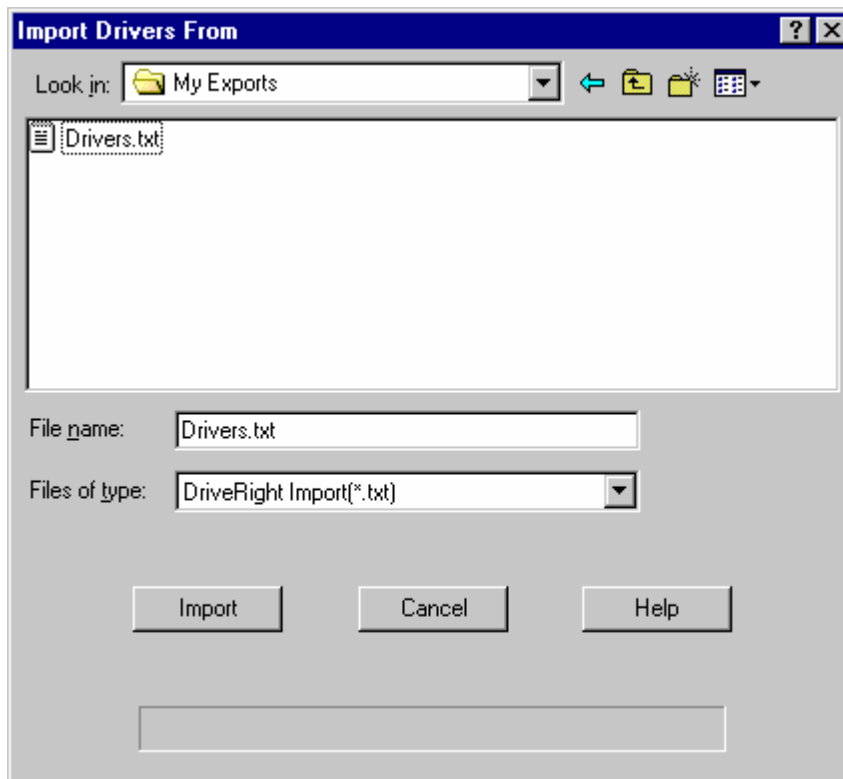 Import Drivers From
Look in: My Exports
Drivers.txt
File name: Drivers.txt
Files of type: DriveRight Import(*.txt)
Import Cancel Help